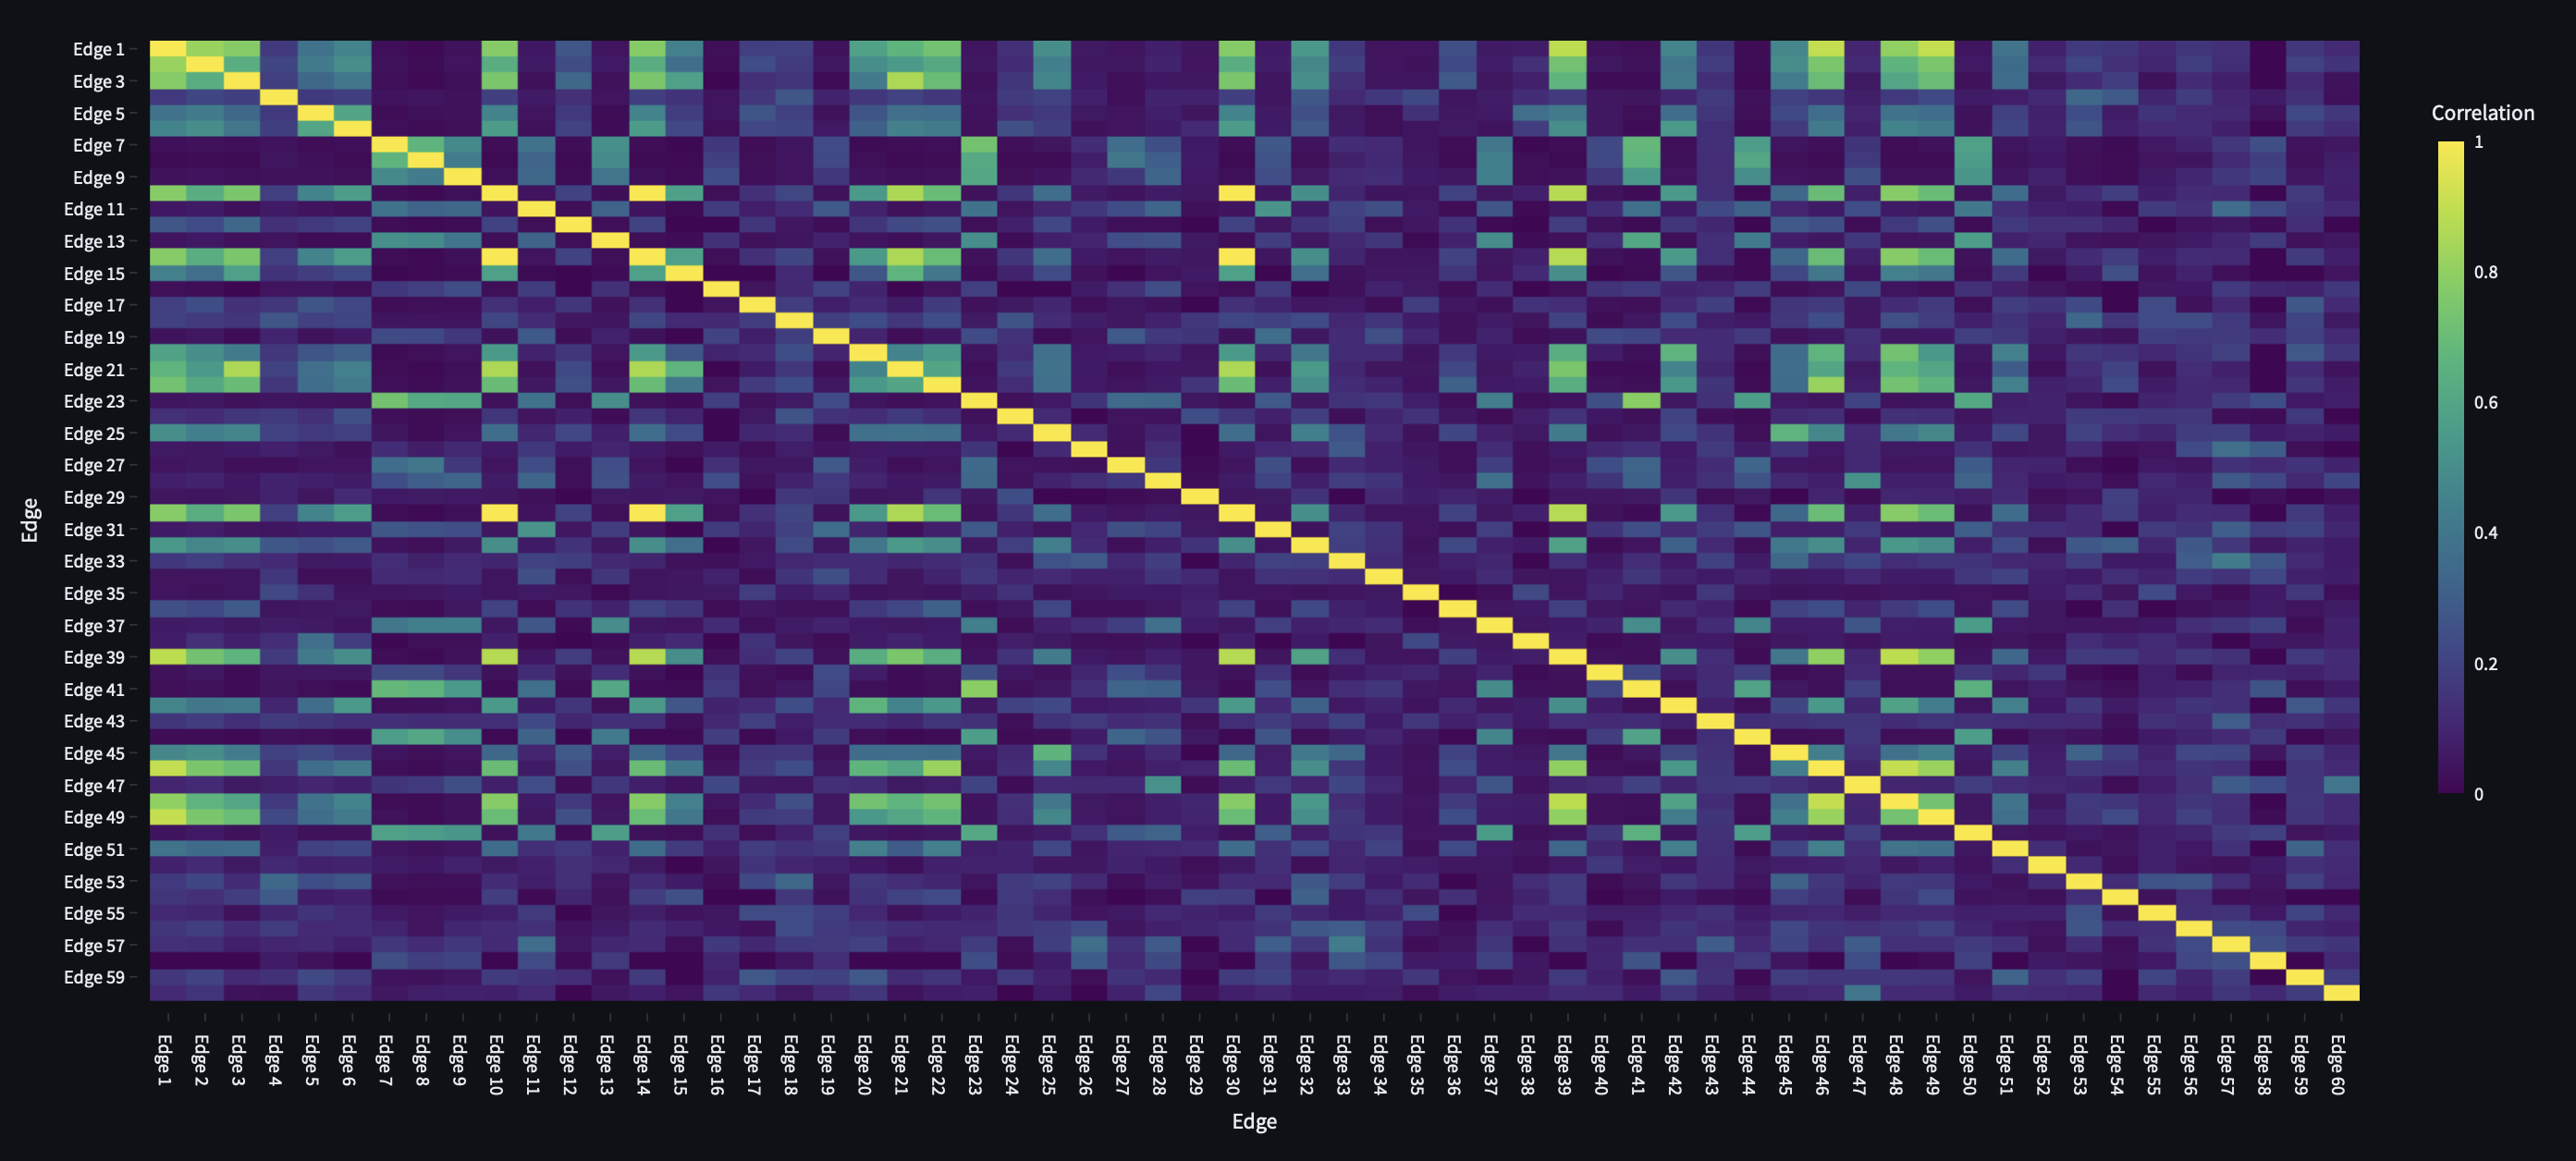 Edge 1
Edge 3
Edge 5
Edge 7
Edge 9
Edge 11
Edge 13
Edge 15
Edge 17
Edge 19
Edge 21
Edge 23
Edge 25
Edge 27
Edge 29
Edge 31
Edge 33
Edge 35
Edge 37
Edge 39
Edge 41
Edge 43
Edge 45
Edge 47
Edge 49
Edge 51
Edge 53
Edge 55
Edge 57
Edge 59
Edge
Edge 1
Edge 2
Edge 3
Edge 4
Edge 5
Edge 6
Edge 7
Edge 8
Edge 9
Edge 10
Edge 11
Edge 12
Edge 13
Edge 14
Edge 15
Edge 16
Edge 17
Edge 18
Edge 19
Edge 20
Edge 21
Edge 22
Edge 23
Edge 24
Edge 25
Edge 26
Edge 27
Edge 28
Edge 29
Edge 30
Edge 31
Edge 32
Edge 33
Edge 34
Edge 35
Edge 36
Edge 37
Edge 38
Edge 39
Edge 40
Edge 41
Edge 42
Edge 43
Edge 44
Edge 45
Edge 46
Edge 47
Edge 48
Edge 49
Edge 50
Edge 51
Edge 52
Edge 53
Edge 54
Edge 55
Edge 56
Edge 57
Edge 58
Edge 59
Edge 60
Edge
Correlation
1
0.8
0.6
0.4
0.2
0